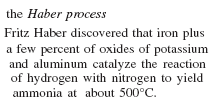 the Haber process
Fritz Haber discovered that iron plus
a few percent of oxides of potassium
and aluminum catalyze the reaction
of hydrogen with nitrogen to yield
ammonia at about 500°C.